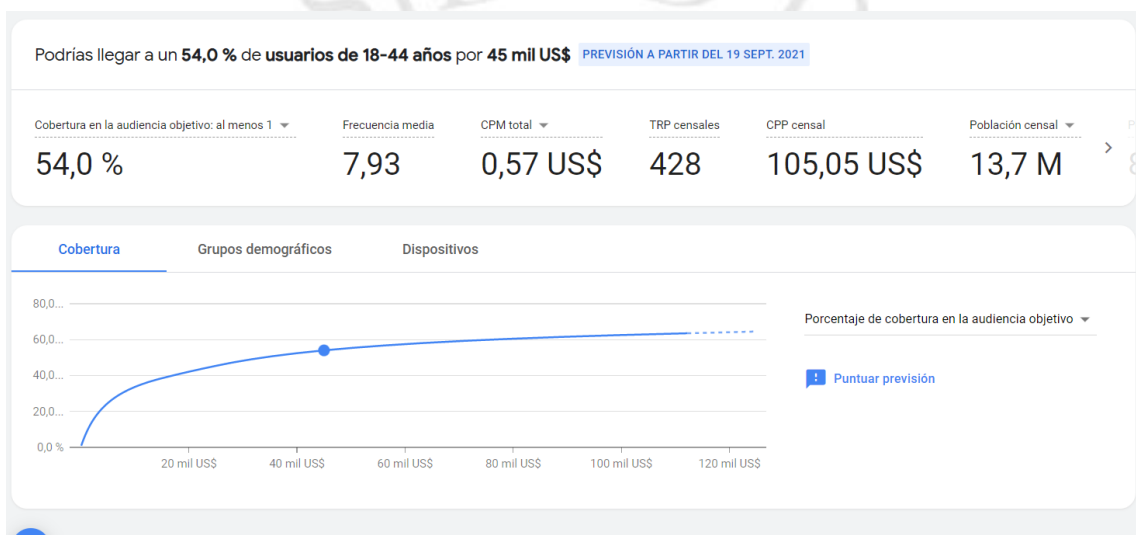 Podrías llegar a un 54,0 % de usuarios de 18-44 años por 45 mil US$ PREVISIÓN A PARTIR DEL 19 SEPT. 2021
Cobertura en la audiencia objetivo: al menos 1 Frecuencia media CPM total TRP censales CPP censal Población censal
54,0 % 7,93 0,57 US$ 428 105,05 US$ 13,7 M
Cobertura Grupos demográficos Dispositivos
80,0...
60,0...
40,0...
20,0...
0,0 %
20 mil US$ 40 mil US$ 60 mil US$ 80 mil US$ 100 mil US$ 120 mil US$
Porcentaje de cobertura en la audiencia objetivo
Puntuar previsión